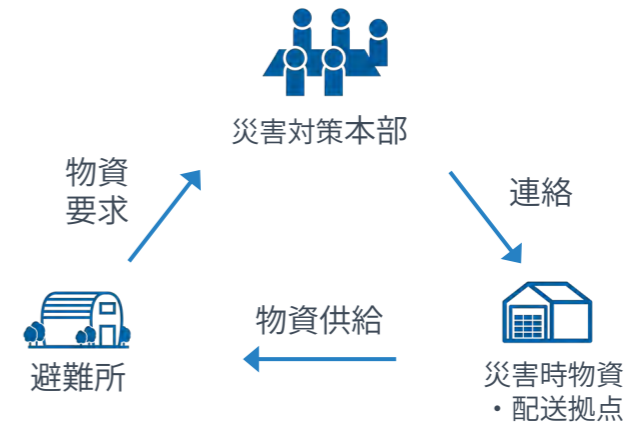 災害対策本部
物資
要求
連絡
物資供給
避難所
災害時物資
・配送拠点